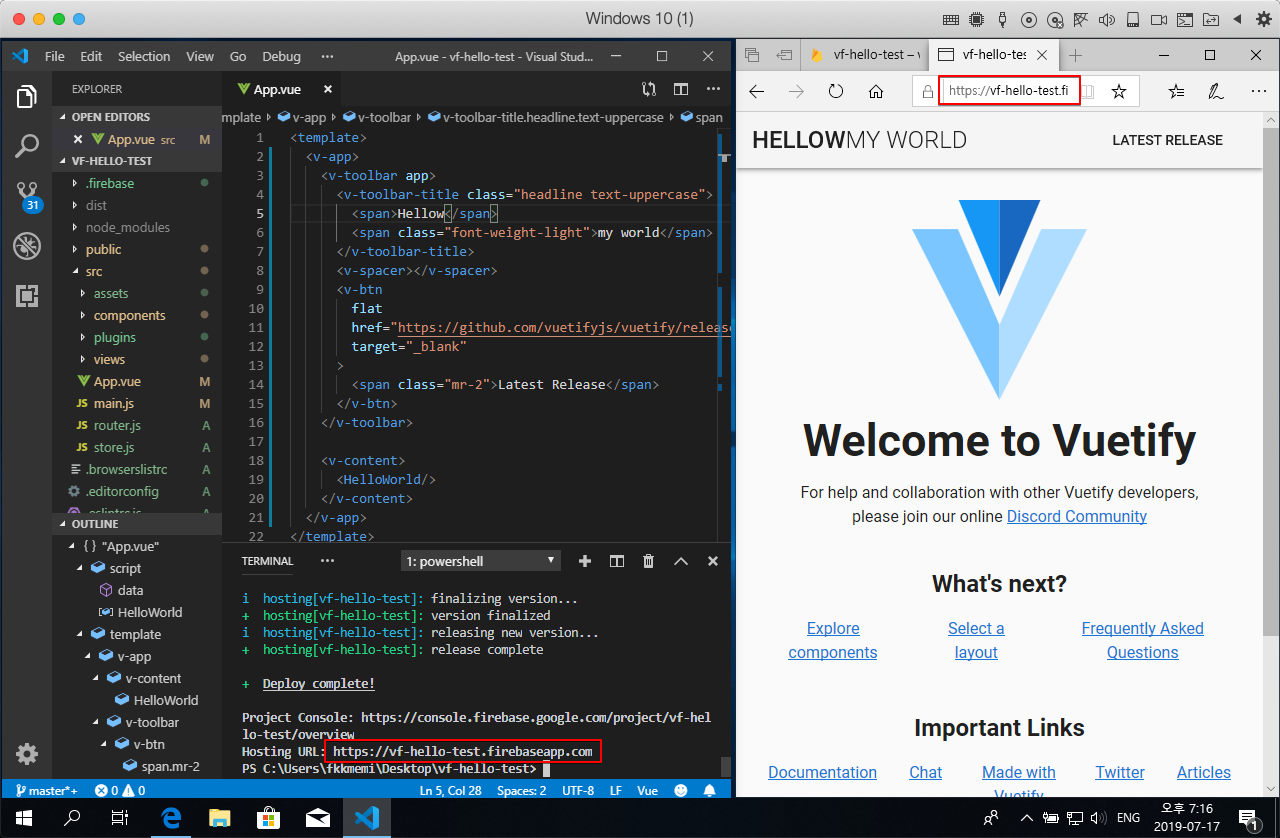 Windows 10 (1)
File Edit Selection View Go Debug ··· App.vue - vf-hello-test - Visual Stud...
EXPLORER
OPEN EDITORS
App.vue src M
VF-HELLO-TEST
.firebase
dist
node_modules
public
src
assets
components
plugins
views
App.vue M
JS main.js M
JS router.js A
JS store.js A
.browserslistrc A
.editorconfig A
OUTLINE
{ } "App.vue"
script
data
HelloWorld
template
v-app
v-content
HelloWorld
v-toolbar
v-btn
span.mr-2
31
App.vue
mplate › v-app › v-toolbar › v-toolbar-title.headline.text-uppercase › span
1 <template>
2 <v-app>
3 <v-toolbar app>
4 <v-toolbar-title class="headline text-uppercase">
5 <span>Hellow</span>
6 <span class="font-weight-light">my world</span>
7 </v-toolbar-title>
8 <v-spacer></v-spacer>
9 <v-btn
10 flat
11 href="https://github.com/vuetifyjs/vuetify/release
12 target="_blank"
13 >
14 <span class="mr-2">Latest Release</span>
15 </v-btn>
16 </v-toolbar>
17
18 <v-content>
19 <HelloWorld/>
20 </v-content>
21 </v-app>
22 </template>
TERMINAL ··· 1: powershell
i hosting[vf-hello-test]: finalizing version...
+ hosting[vf-hello-test]: version finalized
i hosting[vf-hello-test]: releasing new version...
+ hosting[vf-hello-test]: release complete
+ Deploy complete!
Project Console: https://console.firebase.google.com/project/vf-hel
lo-test/overview
Hosting URL: https://vf-hello-test.firebaseapp.com
PS C:\Users\fkkmemi\Desktop\vf-hello-test>
master*+ 0 0 Ln 5, Col 28 Spaces: 2 UTF-8 LF Vue
vf-hello-test – vf-hello-tes
https://vf-hello-test.fi
HELLOWMY WORLD LATEST RELEASE
Welcome to Vuetify
For help and collaboration with other Vuetify developers,
please join our online Discord Community
What's next?
Explore components
Select a layout
Frequently Asked Questions
Important Links
Documentation Chat Made with Vuetify Twitter Articles
ENG 오후 7:16
2019-07-17
1